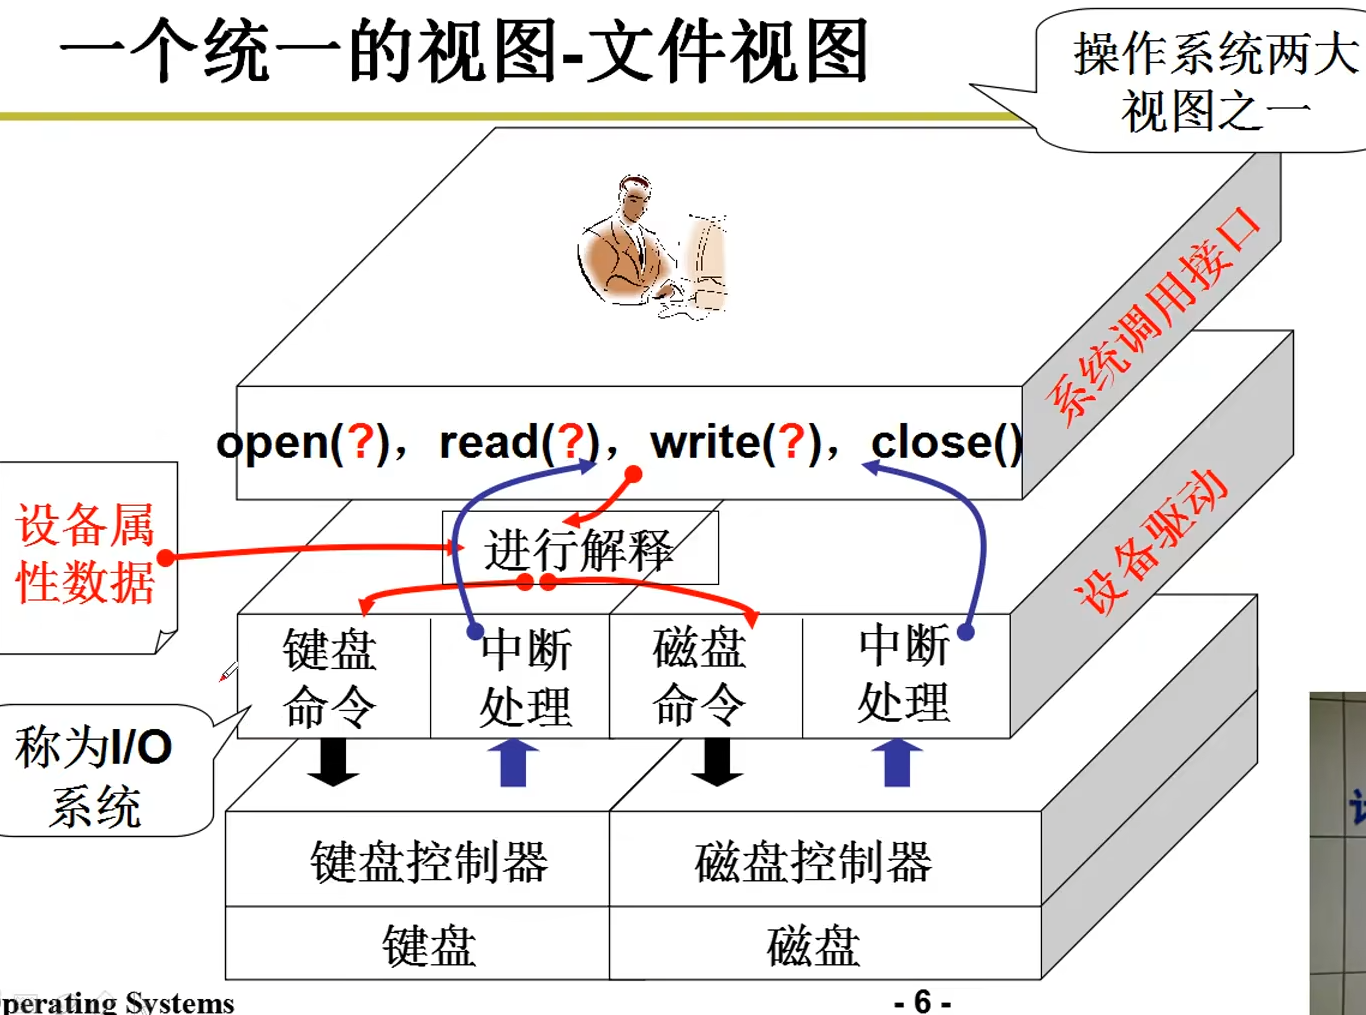 一个统一的视图-文件视图
操作系统两大
视图之一
系统调用接口
open(?)，read(?)，write(?)，close()
设备属
性数据
进行解释
设备驱动
键盘
命令
中断
处理
磁盘
命令
中断
处理
称为I/O
系统
键盘控制器
磁盘控制器
键盘
磁盘
perating Systems
- 6 -